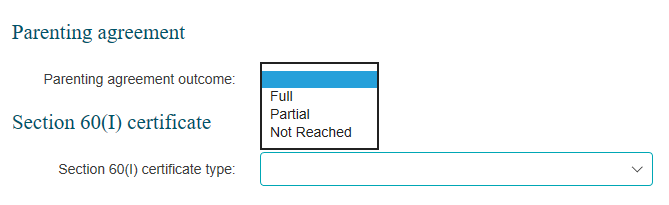 Parenting agreement
Parenting agreement outcome:
Full
Partial
Not Reached
Section 60(I) certificate
Section 60(I) certificate type: